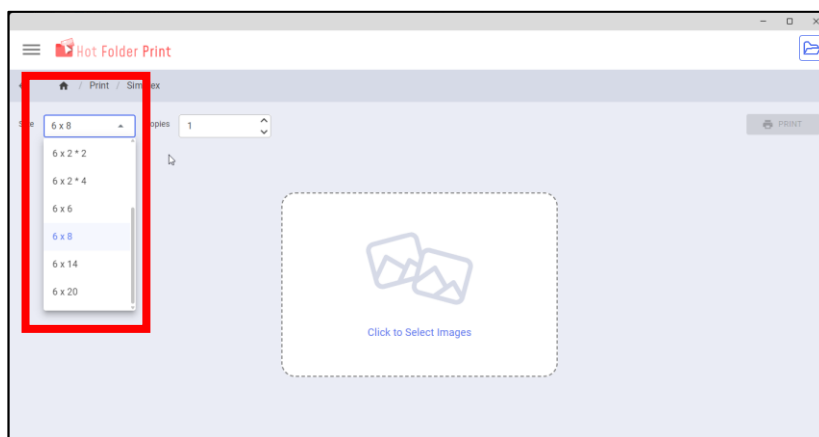 Hot Folder Print
/ Print / Sim ex
6 x 8
opies
1
PRINT
6 x 2 * 2
6 x 2 * 4
6 x 6
6 x 8
6 x 14
6 x 20
Click to Select Images